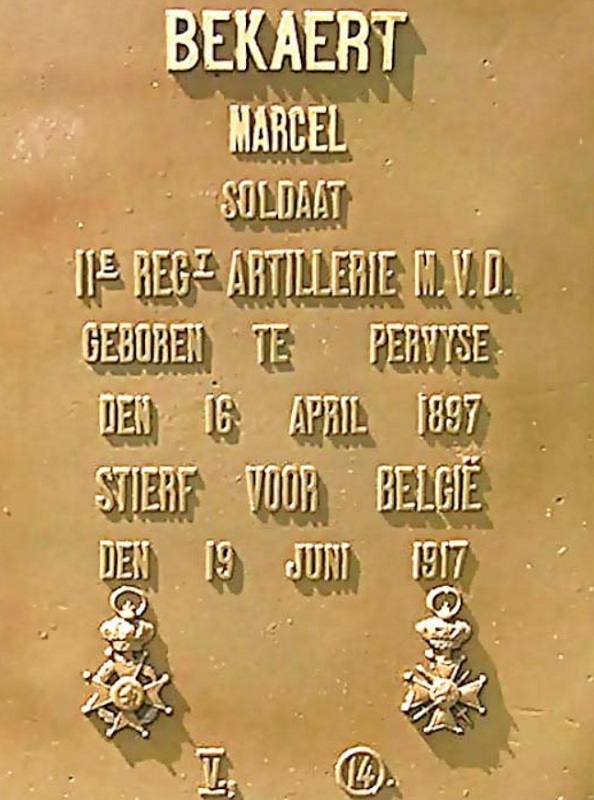 BEKAERT
MARCEL
SOLDAAT
11E REGT ARTILLERIE M.V.D.
GEBOREN TE PERVYSE
DEN 16 APRIL 1897
STIERF VOOR BELGIË
DEN 19 JUNI 1917
V. 14.